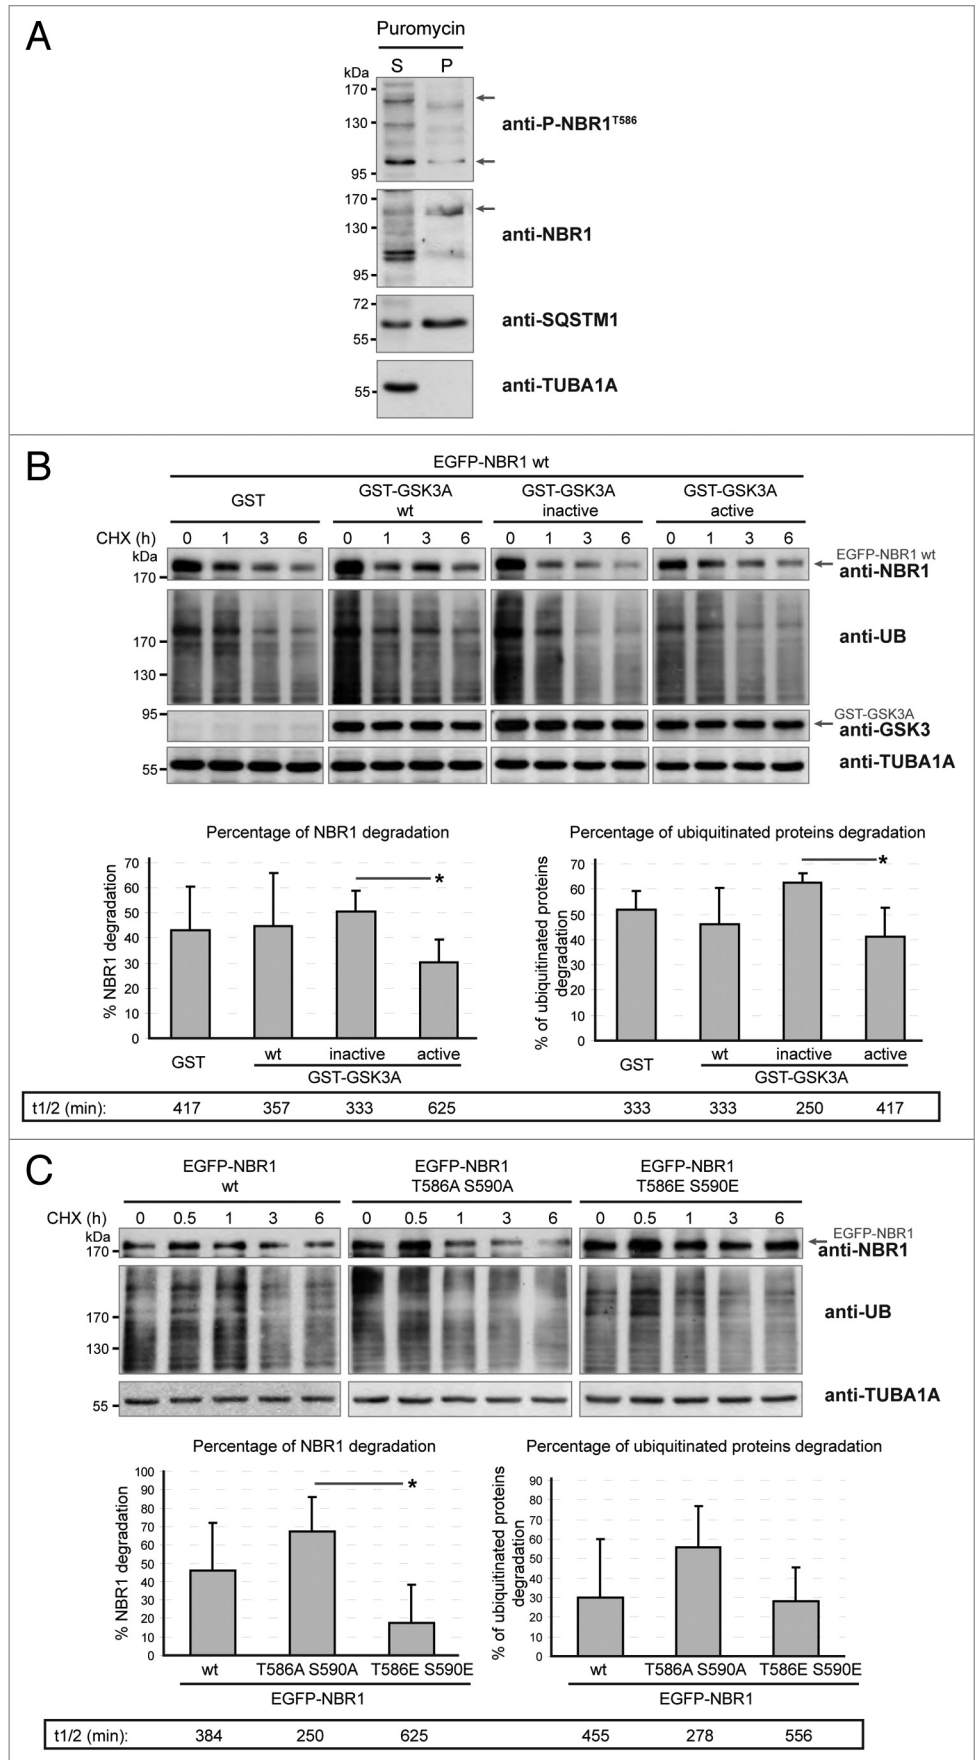 A
Puromycin
S P
kDa
170
130
anti-P-NBR1T586
95
170
130
anti-NBR1
95
72
anti-SQSTM1
55
anti-TUBA1A
55
B
EGFP-NBR1 wt
GST
GST-GSK3A
wt
GST-GSK3A
inactive
GST-GSK3A
active
CHX (h) 0 1 3 6 0 1 3 6 0 1 3 6 0 1 3 6
kDa
EGFP-NBR1 wt
170
anti-NBR1
anti-UB
170
130
95
GST-GSK3A
anti-GSK3
55
anti-TUBA1A
Percentage of NBR1 degradation
% NBR1 degradation
70
60
50
40
30
20
10
0
*
GST
wt inactive active
GST-GSK3A
Percentage of ubiquitinated proteins degradation
% of ubiquitinated proteins
degradation
70
60
50
40
30
20
10
0
*
GST
wt inactive active
GST-GSK3A
t1/2 (min): 417 357 333 625 333 333 250 417
C
EGFP-NBR1
wt
EGFP-NBR1
T586A S590A
EGFP-NBR1
T586E S590E
CHX (h) 0 0.5 1 3 6 0 0.5 1 3 6 0 0.5 1 3 6
kDa
EGFP-NBR1
170
anti-NBR1
170
anti-UB
130
55
anti-TUBA1A
Percentage of NBR1 degradation
% NBR1 degradation
100
90
80
70
60
50
40
30
20
10
0
*
wt T586A S590A T586E S590E
EGFP-NBR1
Percentage of ubiquitinated proteins degradation
% of ubiquitinated proteins
degradation
90
80
70
60
50
40
30
20
10
0
wt T586A S590A T586E S590E
EGFP-NBR1
t1/2 (min): 384 250 625 455 278 556